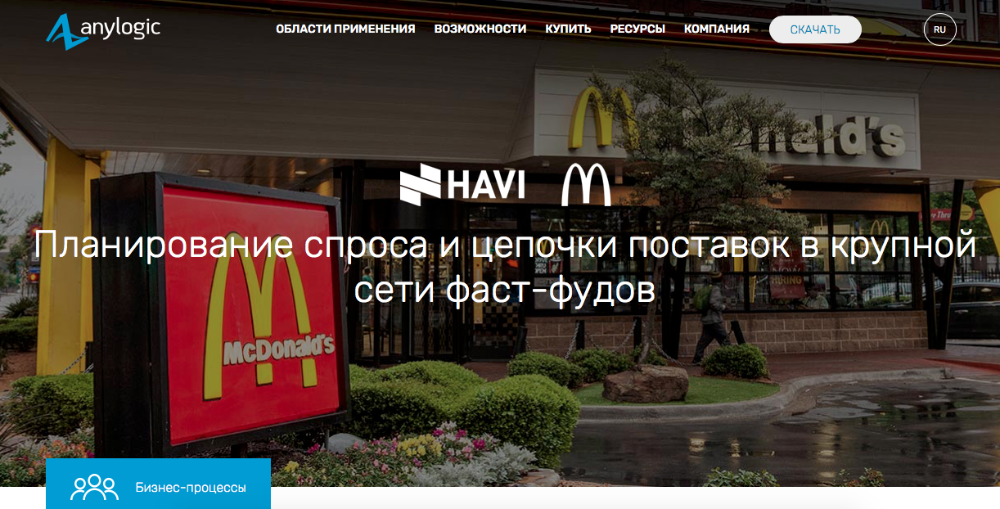 anylogic
ОБЛАСТИ ПРИМЕНЕНИЯ ВОЗМОЖНОСТИ КУПИТЬ РЕСУРСЫ КОМПАНИЯ СКАЧАТЬ RU
HAVI
Планирование спроса и цепочки поставок в крупной
сети фаст-фудов
McDonald's
HIRING
Бизнес-процессы